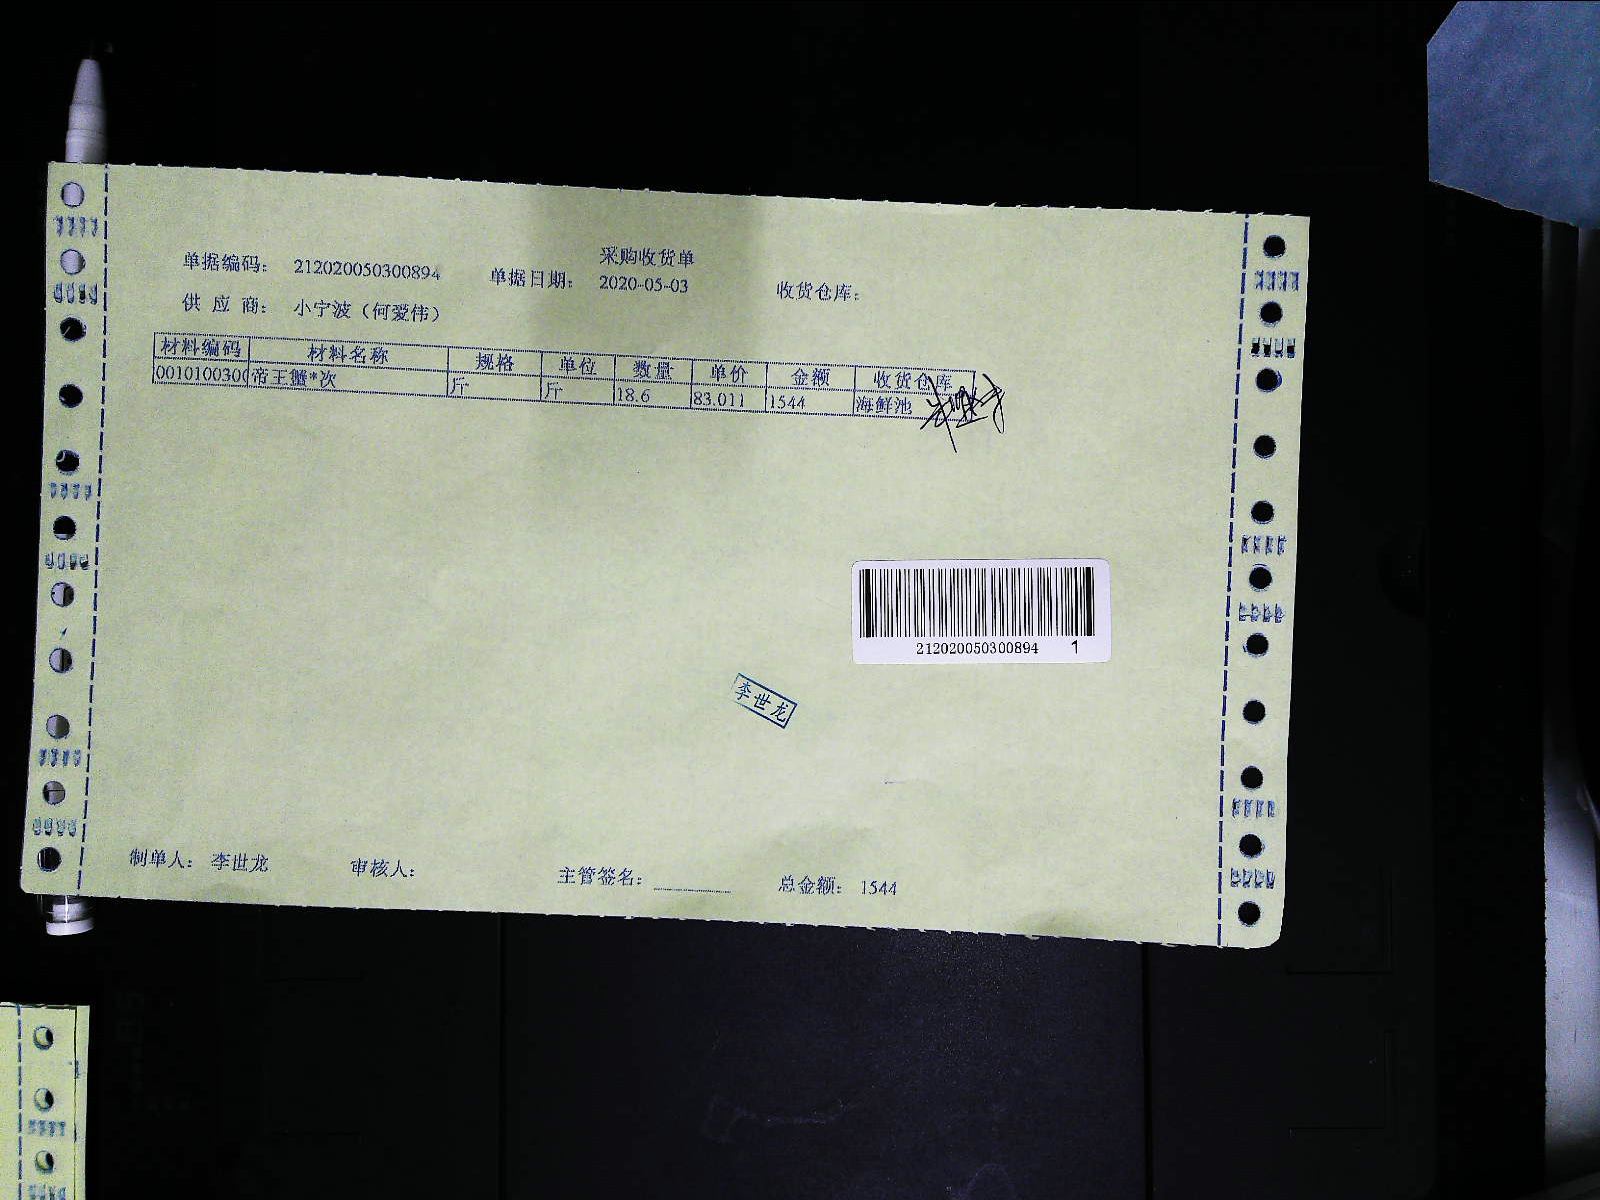 采购收货单
单据编码： 212020050300894 单据日期： 2020-05-03 收货仓库：
供 应 商： 小宁波（何爱伟）
材料编码 材料名称 规格 单位 数量 单价 金额 收货仓库
0010100300 帝王蟹*次 斤 斤 18.6 83.011 1544 海鲜池
212020050300894 1
李世龙
制单人： 李世龙 审核人： 主管签名： 总金额： 1544